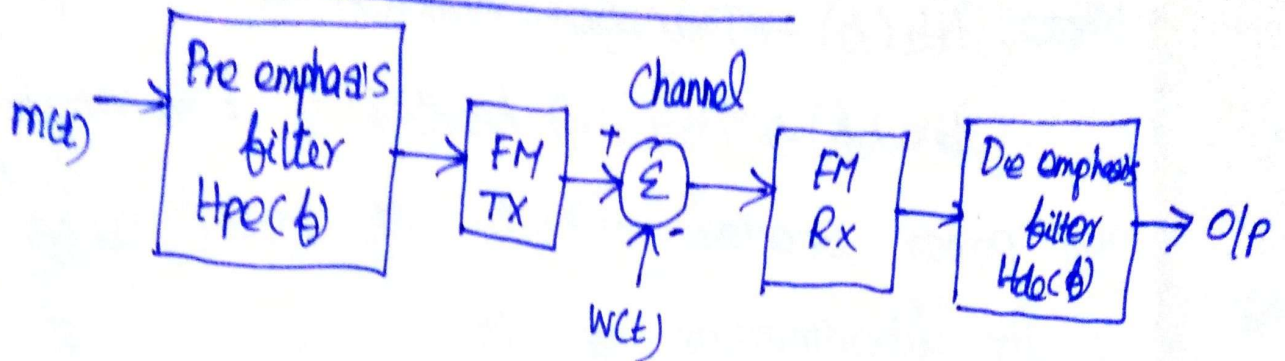 m(t)
Pre emphasis
filter
Hpe(f)
FM
TX
Channel
+
Σ
-
W(t)
FM
Rx
De emphasis
filter
Hde(f)
O/P